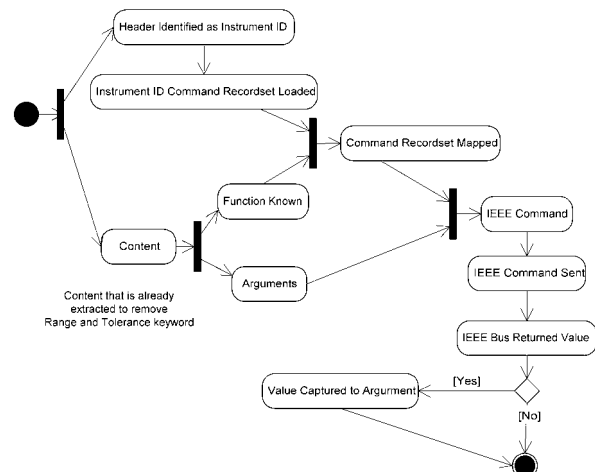 Header Identified as Instrument ID
Instrument ID Command Recordset Loaded
Command Recordset Mapped
Function Known
IEEE Command
Content
Arguments
IEEE Command Sent
Content that is already
extracted to remove
Range and Tolerance keyword
IEEE Bus Returned Value
[Yes]
Value Captured to Argurment
[No]